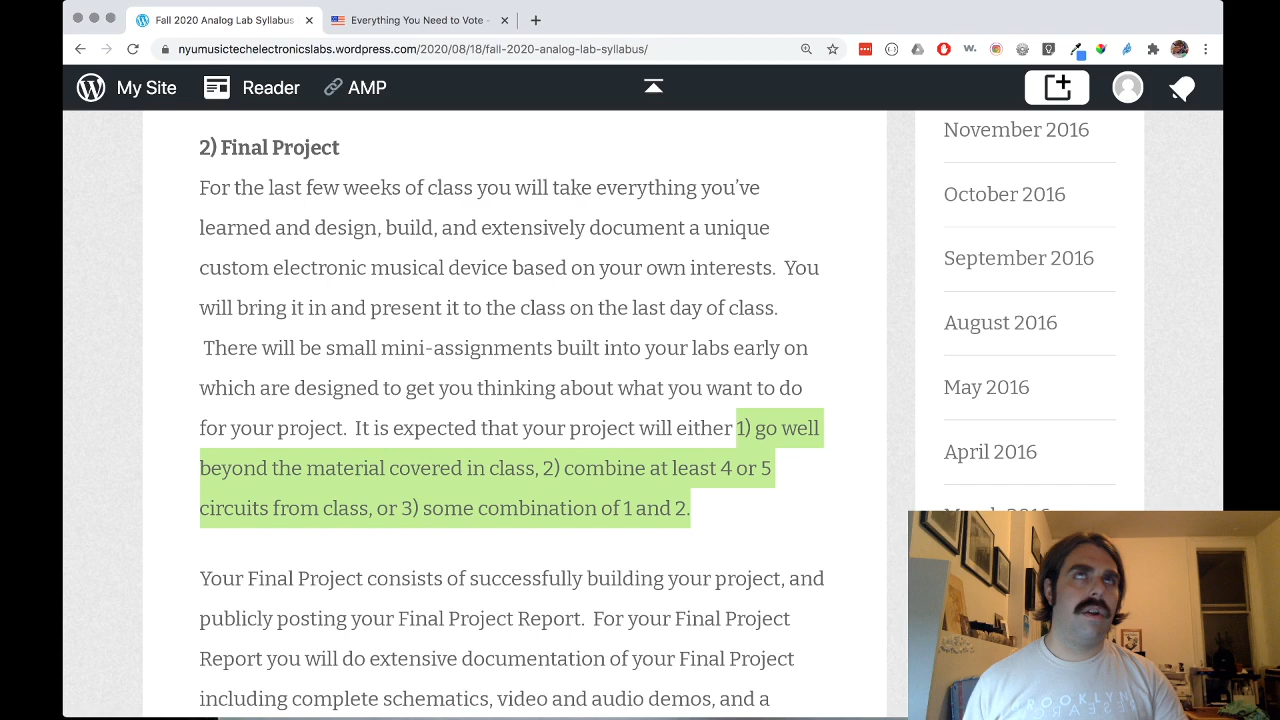 Fall 2020 Analog Lab Syllabus
Everything You Need to Vote -
nyumusictechelectronicslabs.wordpress.com/2020/08/18/fall-2020-analog-lab-syllabus/
My Site
Reader
AMP
2) Final Project
For the last few weeks of class you will take everything you’ve
learned and design, build, and extensively document a unique
custom electronic musical device based on your own interests.  You
will bring it in and present it to the class on the last day of class.
There will be small mini-assignments built into your labs early on
which are designed to get you thinking about what you want to do
for your project.  It is expected that your project will either 1) go well
beyond the material covered in class, 2) combine at least 4 or 5
circuits from class, or 3) some combination of 1 and 2.
Your Final Project consists of successfully building your project, and
publicly posting your Final Project Report.  For your Final Project
Report you will do extensive documentation of your Final Project
including complete schematics, video and audio demos, and a
November 2016
October 2016
September 2016
August 2016
May 2016
April 2016
March 2016